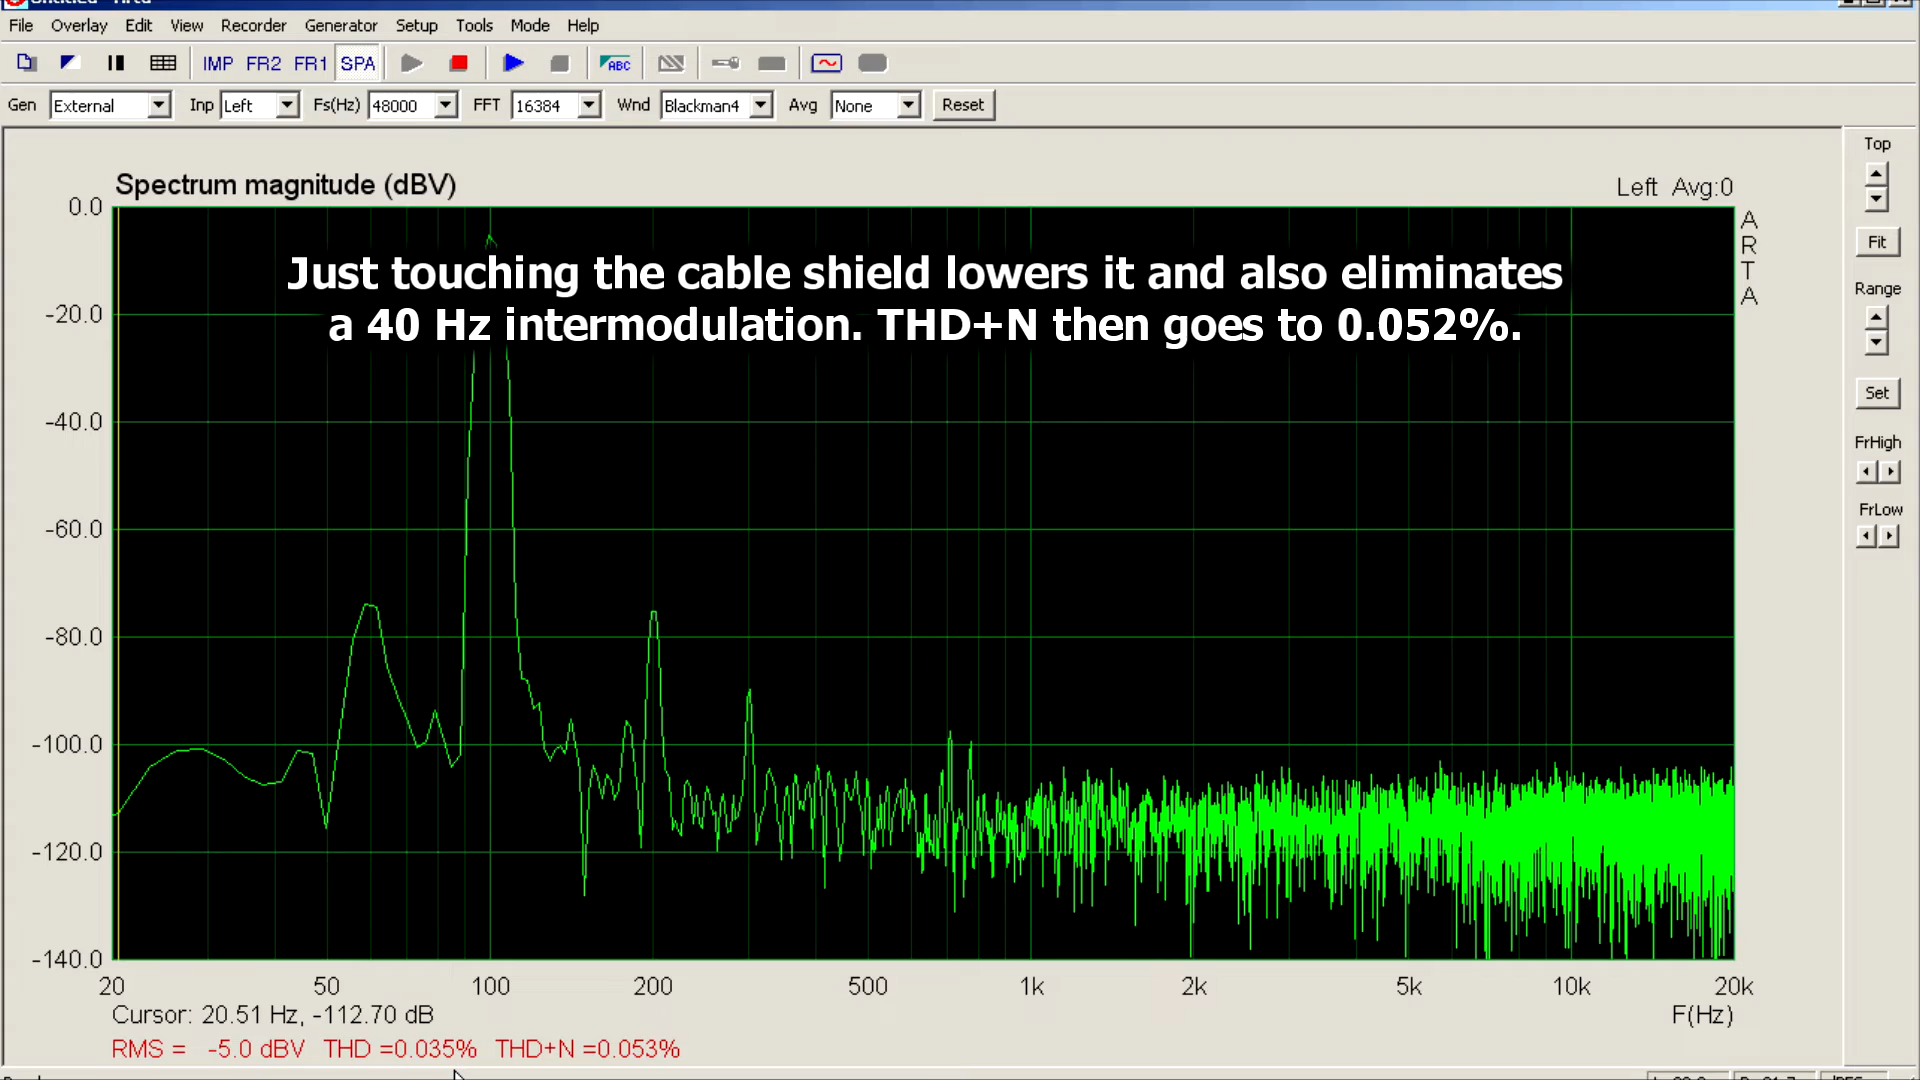 File Overlay Edit View Recorder Generator Setup Tools Mode Help
IMP FR2 FR1 SPA ABC
Gen External Inp Left Fs(Hz) 48000 FFT 16384 Wnd Blackman4 Avg None Reset
Spectrum magnitude (dBV)
Left Avg:0
Just touching the cable shield lowers it and also eliminates
a 40 Hz intermodulation. THD+N then goes to 0.052%.
0.0
-20.0
-40.0
-60.0
-80.0
-100.0
-120.0
-140.0
20 50 100 200 500 1k 2k 5k 10k 20k
Cursor: 20.51 Hz, -112.70 dB
F(Hz)
RMS = -5.0 dBV THD =0.035% THD+N =0.053%
A
R
T
A
Top
Fit
Range
Set
FrHigh
FrLow